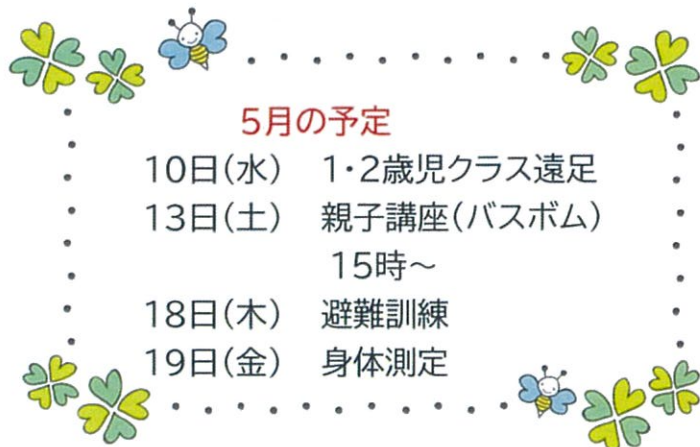 5月の予定
10日(水) 1・2歳児クラス遠足
13日(土) 親子講座(バスボム)
15時～
18日(木) 避難訓練
19日(金) 身体測定